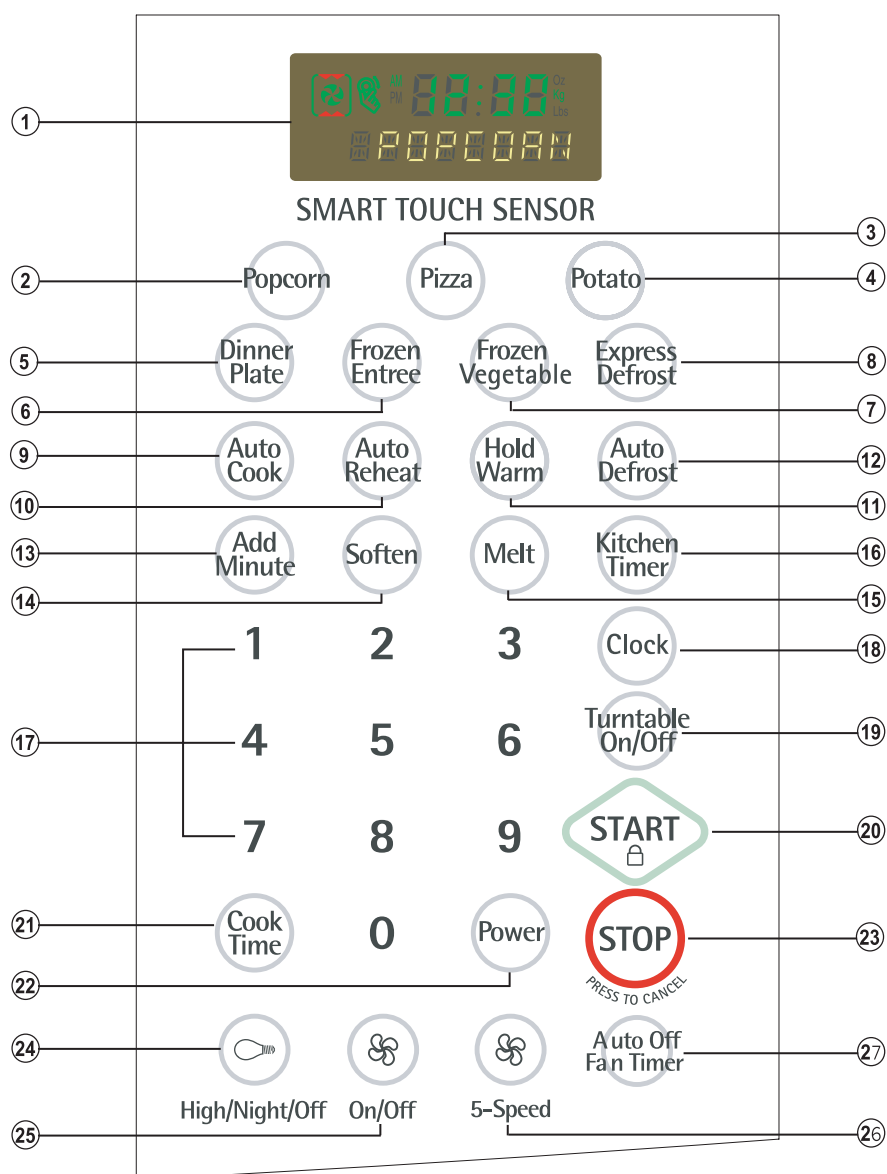 PM 12:30 Oz
Kg
Lbs
1
POPCORN
SMART TOUCH SENSOR
3
2 Popcorn Pizza Potato 4
5 Dinner Plate Frozen Entree Frozen Vegetable Express Defrost 8
6 7
9 Auto Cook Auto Reheat Hold Warm Auto Defrost 12
10 11
13 Add Minute Soften Melt Kitchen Timer 16
14 15
1 2 3 Clock 18
17 4 5 6 Turntable On/Off 19
7 8 9 START 20
21 Cook Time 0 Power STOP 23
22 PRESS TO CANCEL
24 Auto Off Fan Timer 27
High/Night/Off On/Off 5-Speed
25 26